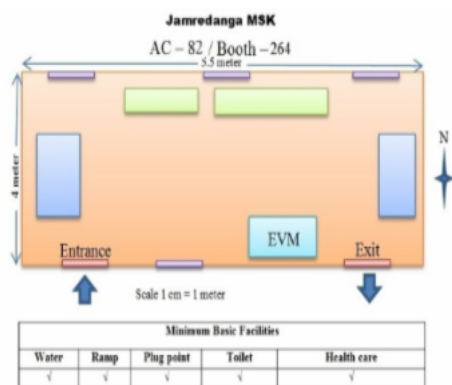 Jamredanga MSK
AC – 82 / Booth – 264
5.5 meter
4 meter
N
EVM
Entrance
Exit
Scale 1 cm = 1 meter
Minimum Basic Facilities
Water Ramp Plug point Toilet Health care
√ √ √ √ √